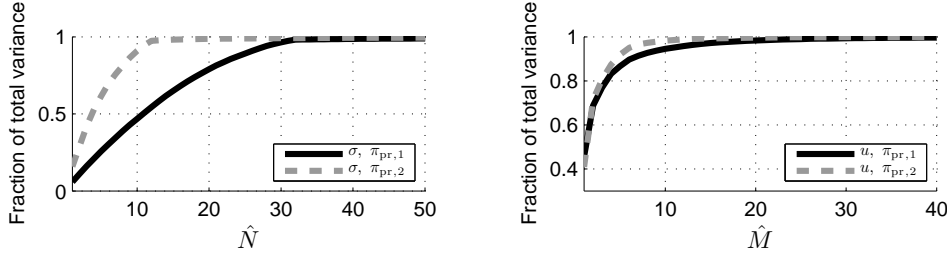 Fraction of total variance
1
0.5
0
10
20
30
40
50
N̂
σ, π_pr,1
σ, π_pr,2
Fraction of total variance
1
0.8
0.6
0.4
10
20
30
40
M̂
u, π_pr,1
u, π_pr,2